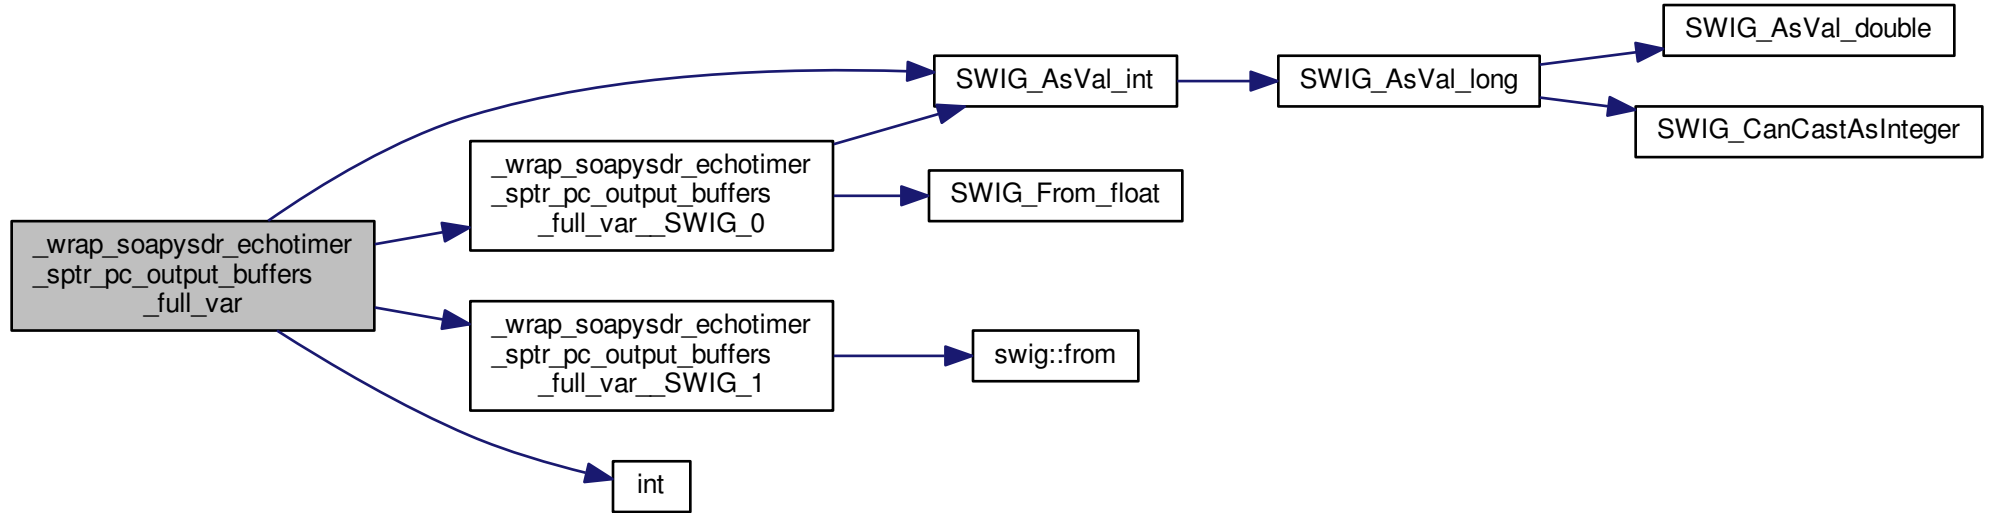 _wrap_soapysdr_echotimer
_sptr_pc_output_buffers
_full_var
_wrap_soapysdr_echotimer
_sptr_pc_output_buffers
_full_var__SWIG_0
_wrap_soapysdr_echotimer
_sptr_pc_output_buffers
_full_var__SWIG_1
int
SWIG_AsVal_int
SWIG_From_float
swig::from
SWIG_AsVal_long
SWIG_AsVal_double
SWIG_CanCastAsInteger